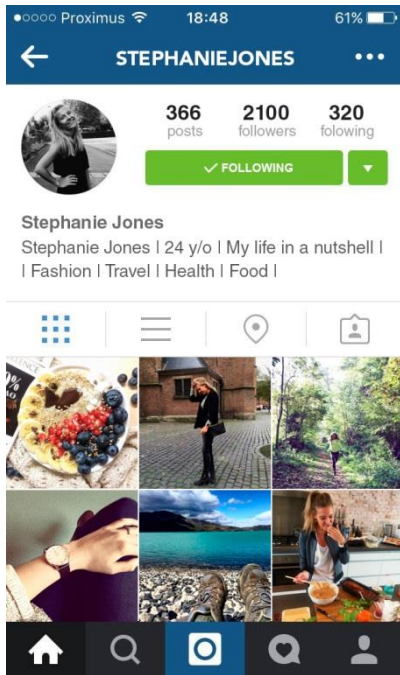 Proximus 18:48 61%
STEPHANIEJONES
366 2100 320
posts followers folowing
FOLLOWING
Stephanie Jones
Stephanie Jones | 24 y/o | My life in a nutshell |
| Fashion | Travel | Health | Food |